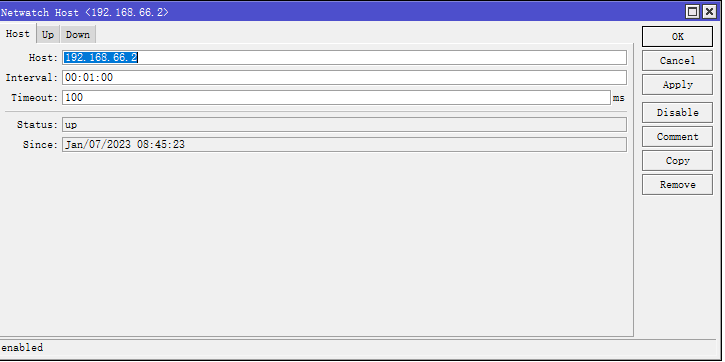 Netwatch Host <192.168.66.2>
Host Up Down
Host: 192.168.66.2
Interval: 00:01:00
Timeout: 100 ms
Status: up
Since: Jan/07/2023 08:45:23
OK
Cancel
Apply
Disable
Comment
Copy
Remove
enabled